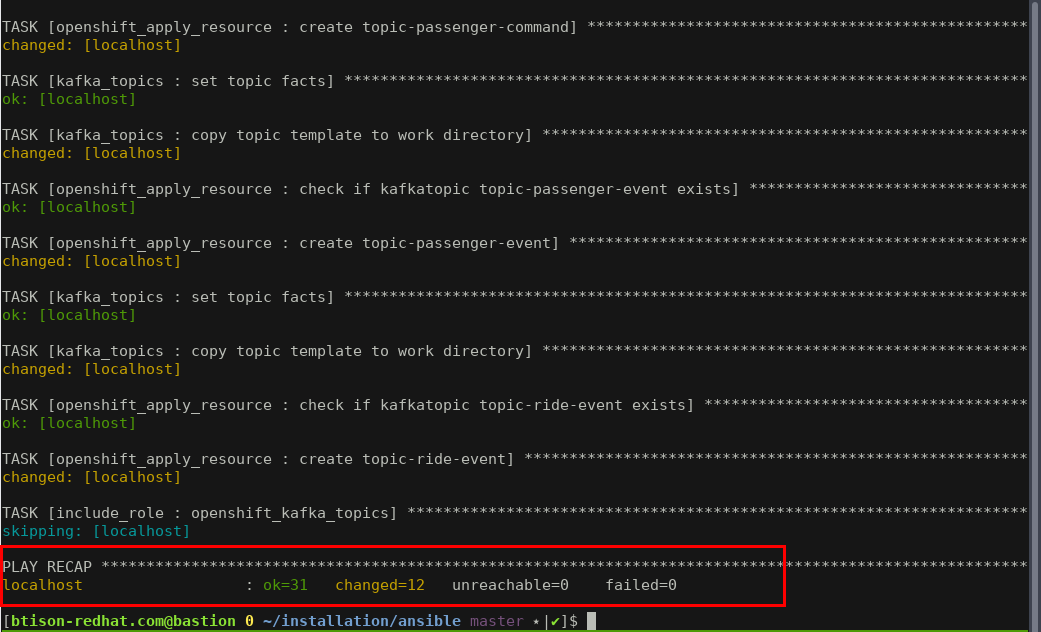 TASK [openshift_apply_resource : create topic-passenger-command] *************************************************
changed: [localhost]
TASK [kafka_topics : set topic facts] ****************************************************************************
ok: [localhost]
TASK [kafka_topics : copy topic template to work directory] ******************************************************
changed: [localhost]
TASK [openshift_apply_resource : check if kafkatopic topic-passenger-event exists] *******************************
ok: [localhost]
TASK [openshift_apply_resource : create topic-passenger-event] ***************************************************
changed: [localhost]
TASK [kafka_topics : set topic facts] ****************************************************************************
ok: [localhost]
TASK [kafka_topics : copy topic template to work directory] ******************************************************
changed: [localhost]
TASK [openshift_apply_resource : check if kafkatopic topic-ride-event exists] ************************************
ok: [localhost]
TASK [openshift_apply_resource : create topic-ride-event] ********************************************************
changed: [localhost]
TASK [include_role : openshift_kafka_topics] *********************************************************************
skipping: [localhost]
PLAY RECAP *******************************************************************************************************
localhost                  : ok=31   changed=12   unreachable=0    failed=0
[btison-redhat.com@bastion 0 ~/installation/ansible master ⋆|✔]$